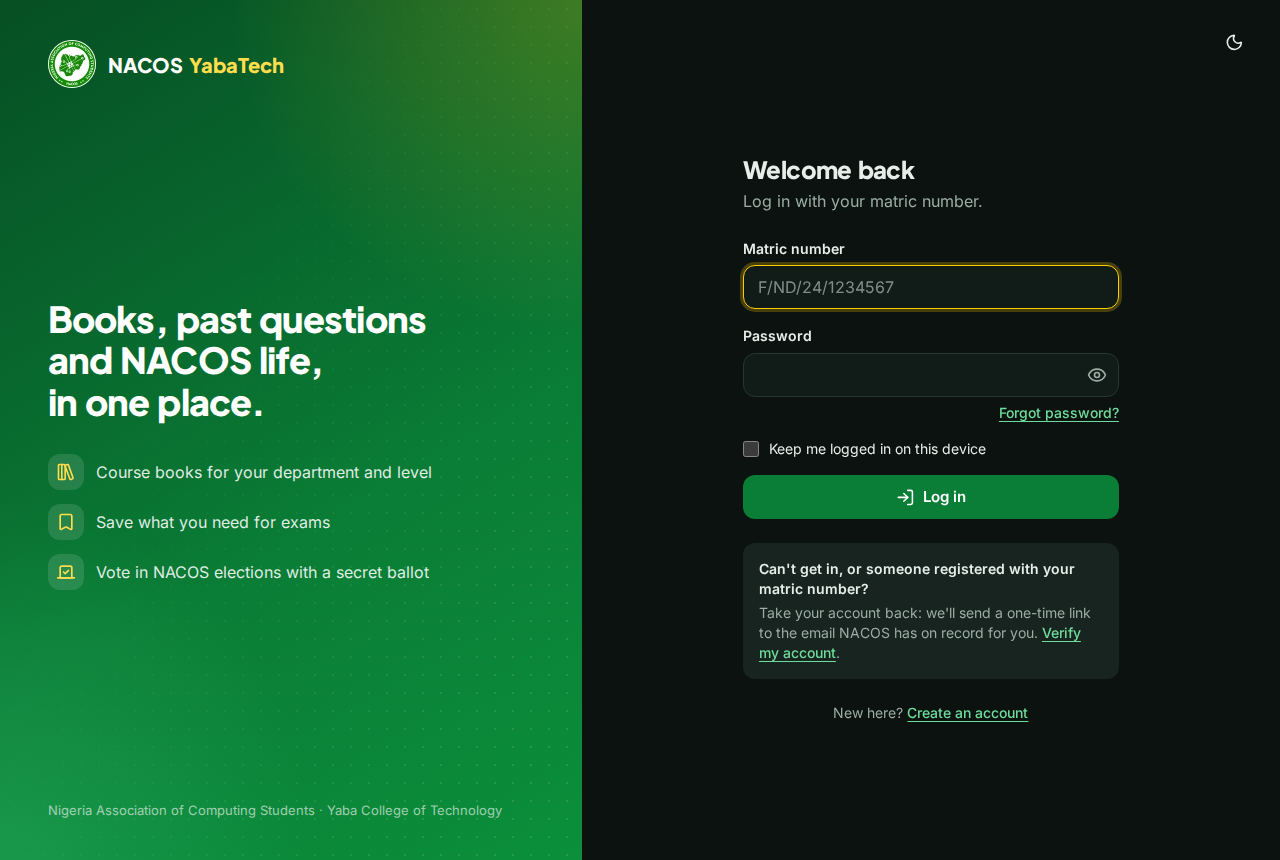 NACOS YabaTech
Books, past questions
and NACOS life,
in one place.
Course books for your department and level
Save what you need for exams
Vote in NACOS elections with a secret ballot
Nigeria Association of Computing Students · Yaba College of Technology
Welcome back
Log in with your matric number.
Matric number
F/ND/24/1234567
Password
Forgot password?
Keep me logged in on this device
Log in
Can't get in, or someone registered with your
matric number?
Take your account back: we'll send a one-time link
to the email NACOS has on record for you. Verify
my account.
New here? Create an account